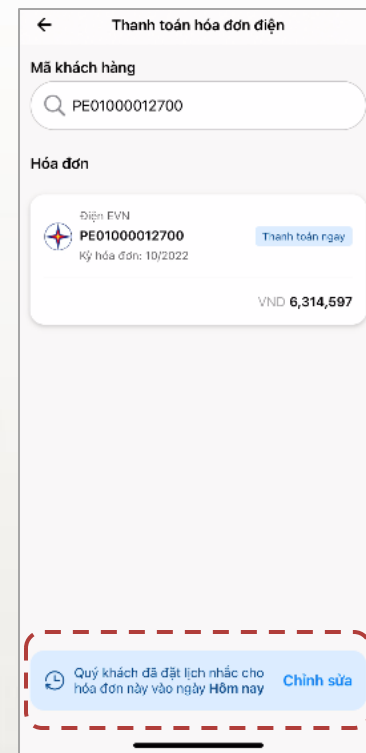 Thanh toán hóa đơn điện
Mã khách hàng
PE01000012700
Hóa đơn
Điện EVN
PE01000012700
Thanh toán ngay
Kỳ hóa đơn: 10/2022
VND 6,314,597
Quý khách đã đặt lịch nhắc cho
hóa đơn này vào ngày Hôm nay
Chỉnh sửa